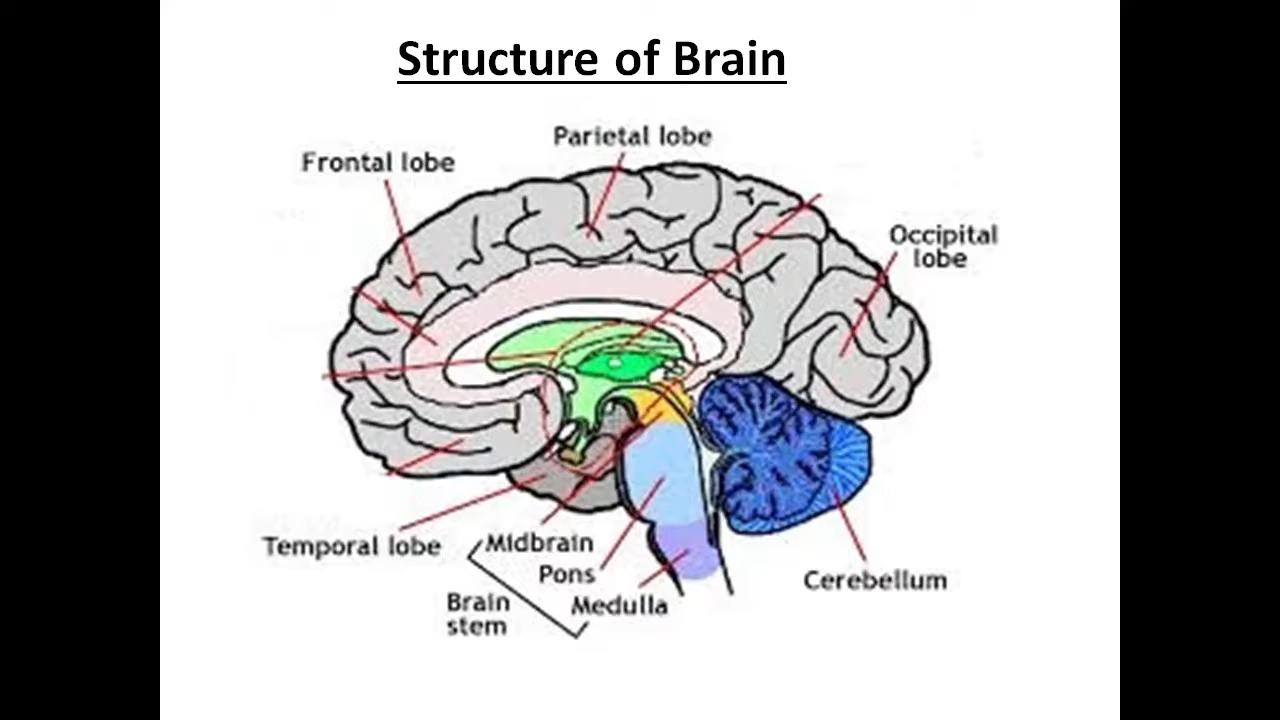 Structure of Brain
Parietal lobe
Frontal lobe
Occipital
lobe
Temporal lobe
Midbrain
Pons
Medulla
Brain
stem
Cerebellum